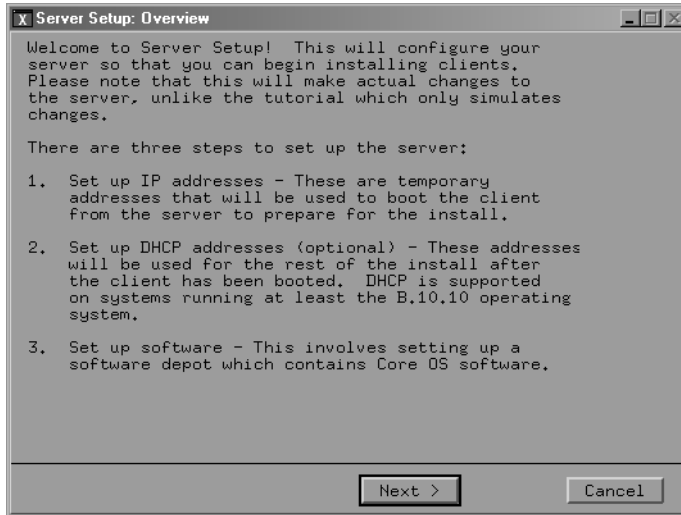 X Server Setup: Overview
Welcome to Server Setup! This will configure your
server so that you can begin installing clients.
Please note that this will make actual changes to
the server, unlike the tutorial which only simulates
changes.
There are three steps to set up the server:
1. Set up IP addresses - These are temporary
addresses that will be used to boot the client
from the server to prepare for the install.
2. Set up DHCP addresses (optional) - These addresses
will be used for the rest of the install after
the client has been booted. DHCP is supported
on systems running at least the B.10.10 operating
system.
3. Set up software - This involves setting up a
software depot which contains Core OS software.
Next >
Cancel